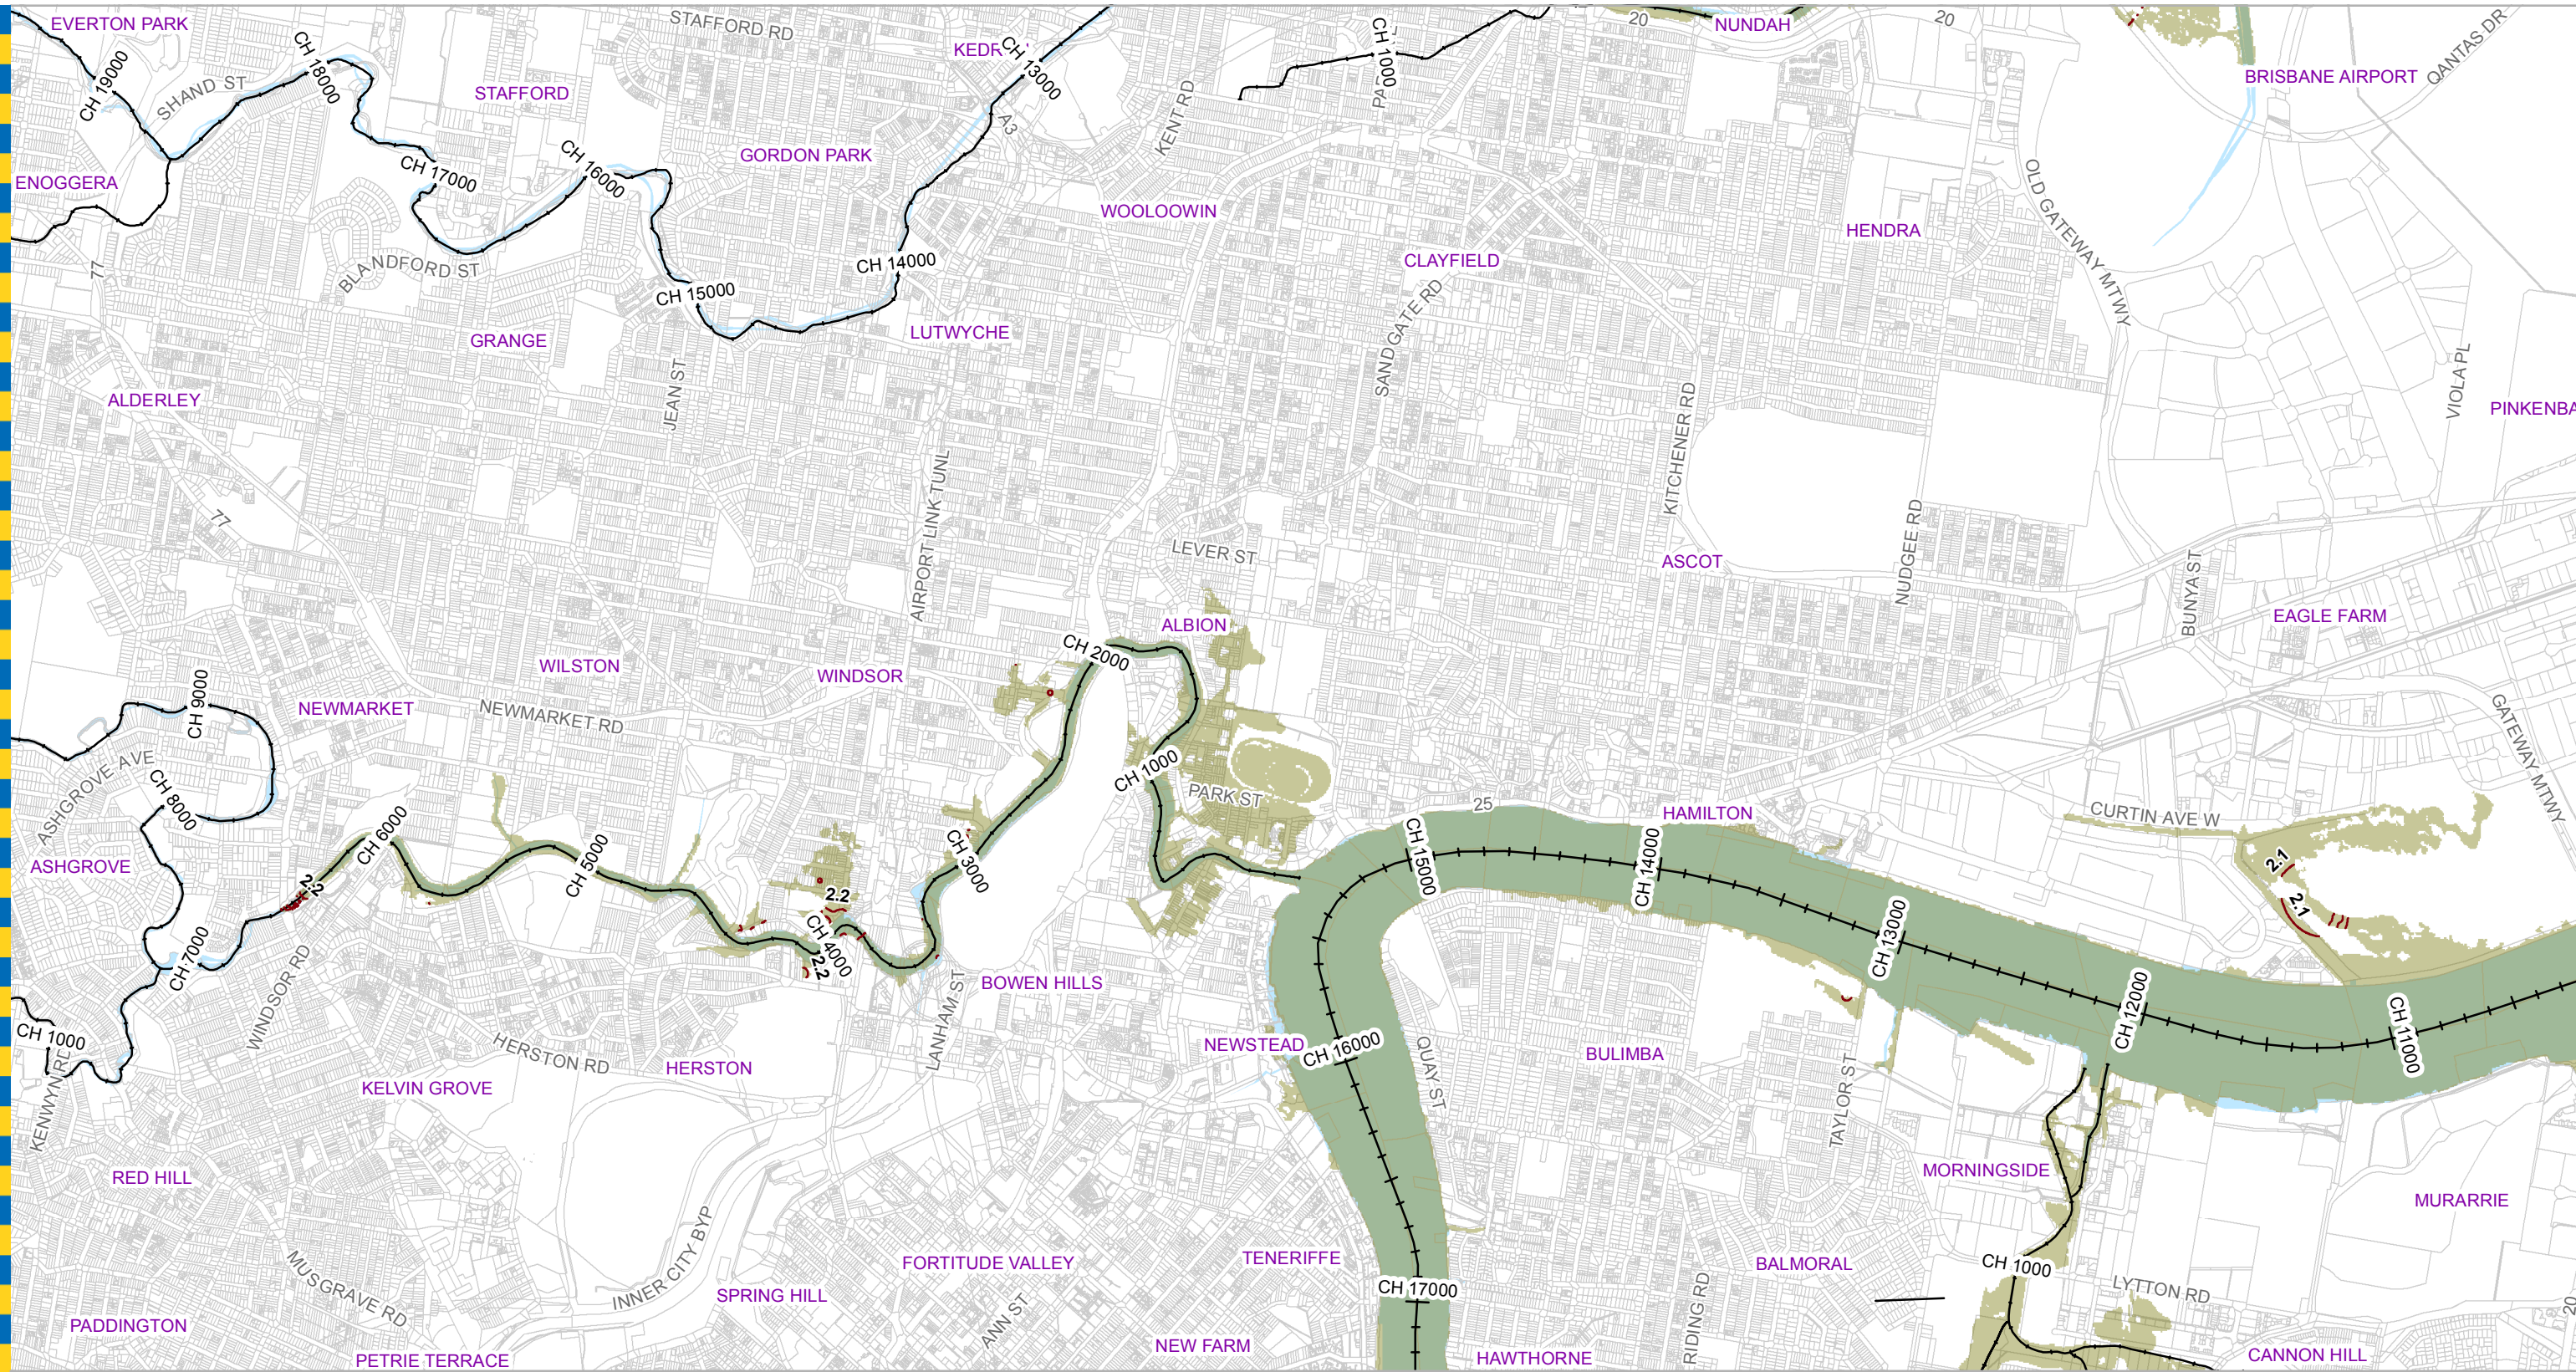 EVERTON PARK
STAFFORD RD
NUNDAH
20
20
QANTAS DR
CH 19000
SHAND ST
CH 18000
STAFFORD
CH 13000
A3
CH 1000
KENT RD
BRISBANE AIRPORT
ENOGGERA
CH 17000
CH 16000
GORDON PARK
WOOLOOWIN
HENDRA
OLD GATEWAY MTWY
77
BLANDFORD ST
CH 15000
CH 14000
CLAYFIELD
SANDGATE RD
GRANGE
LUTWYCHE
JEAN ST
ALDERLEY
KITCHENER RD
VIOLA PL
77
AIRPORT LINK TUNL
LEVER ST
ASCOT
NUDGEE RD
BUNYA ST
EAGLE FARM
ALBION
CH 2000
WILSTON
WINDSOR
CH 9000
NEWMARKET
NEWMARKET RD
GATEWAY MTWY
ASHGROVE AVE
CH 8000
CH 1000
PARK ST
25
HAMILTON
CURTIN AVE W
CH 6000
CH 5000
CH 3000
CH 15000
CH 14000
ASHGROVE
2.2
2.2
2.1
2.1
CH 4000
2.2
CH 13000
CH 7000
WINDSOR RD
LANHAM ST
BOWEN HILLS
CH 12000
CH 11000
CH 1000
KENWYN RD
HERSTON RD
HERSTON
NEWSTEAD
CH 16000
QUAY ST
BULIMBA
TAYLOR ST
KELVIN GROVE
RED HILL
MORNINGSIDE
MURARRIE
INNER CITY BYP
FORTITUDE VALLEY
TENERIFFE
BALMORAL
CH 1000
LYTTON RD
MUSGRAVE RD
SPRING HILL
CH 17000
RIDING RD
20
PADDINGTON
ANN ST
NEW FARM
PETRIE TERRACE
HAWTHORNE
CANNON HILL